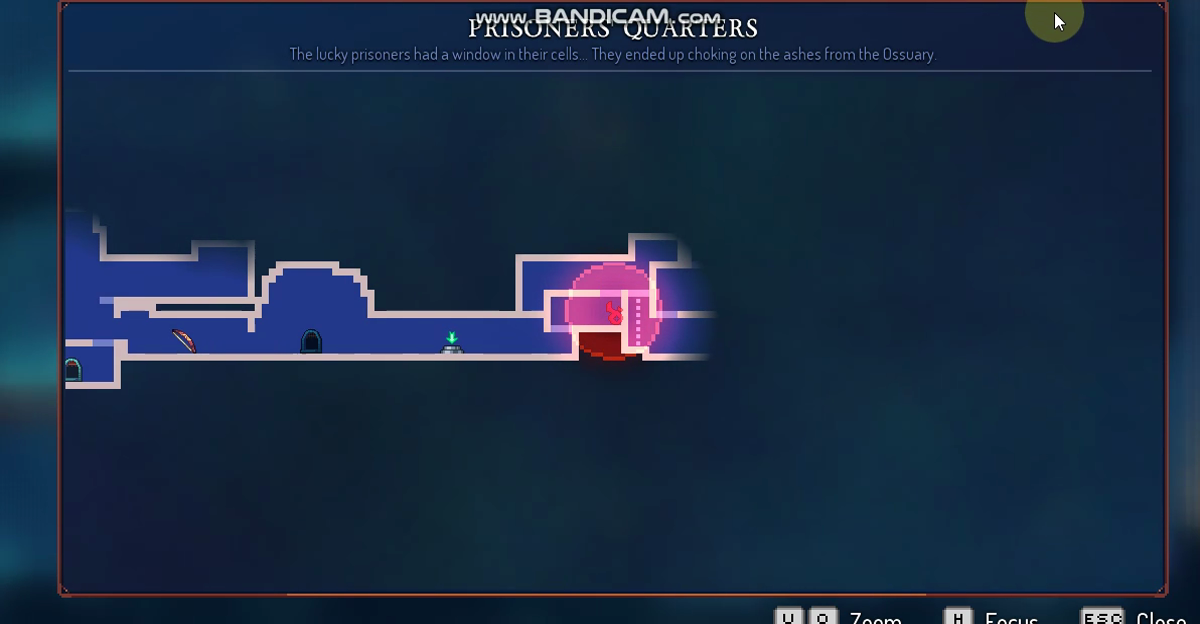 www.BANDICAM.com
PRISONERS' QUARTERS
The lucky prisoners had a window in their cells... They ended up choking on the ashes from the Ossuary.
Zoom
Focus
ESC Close